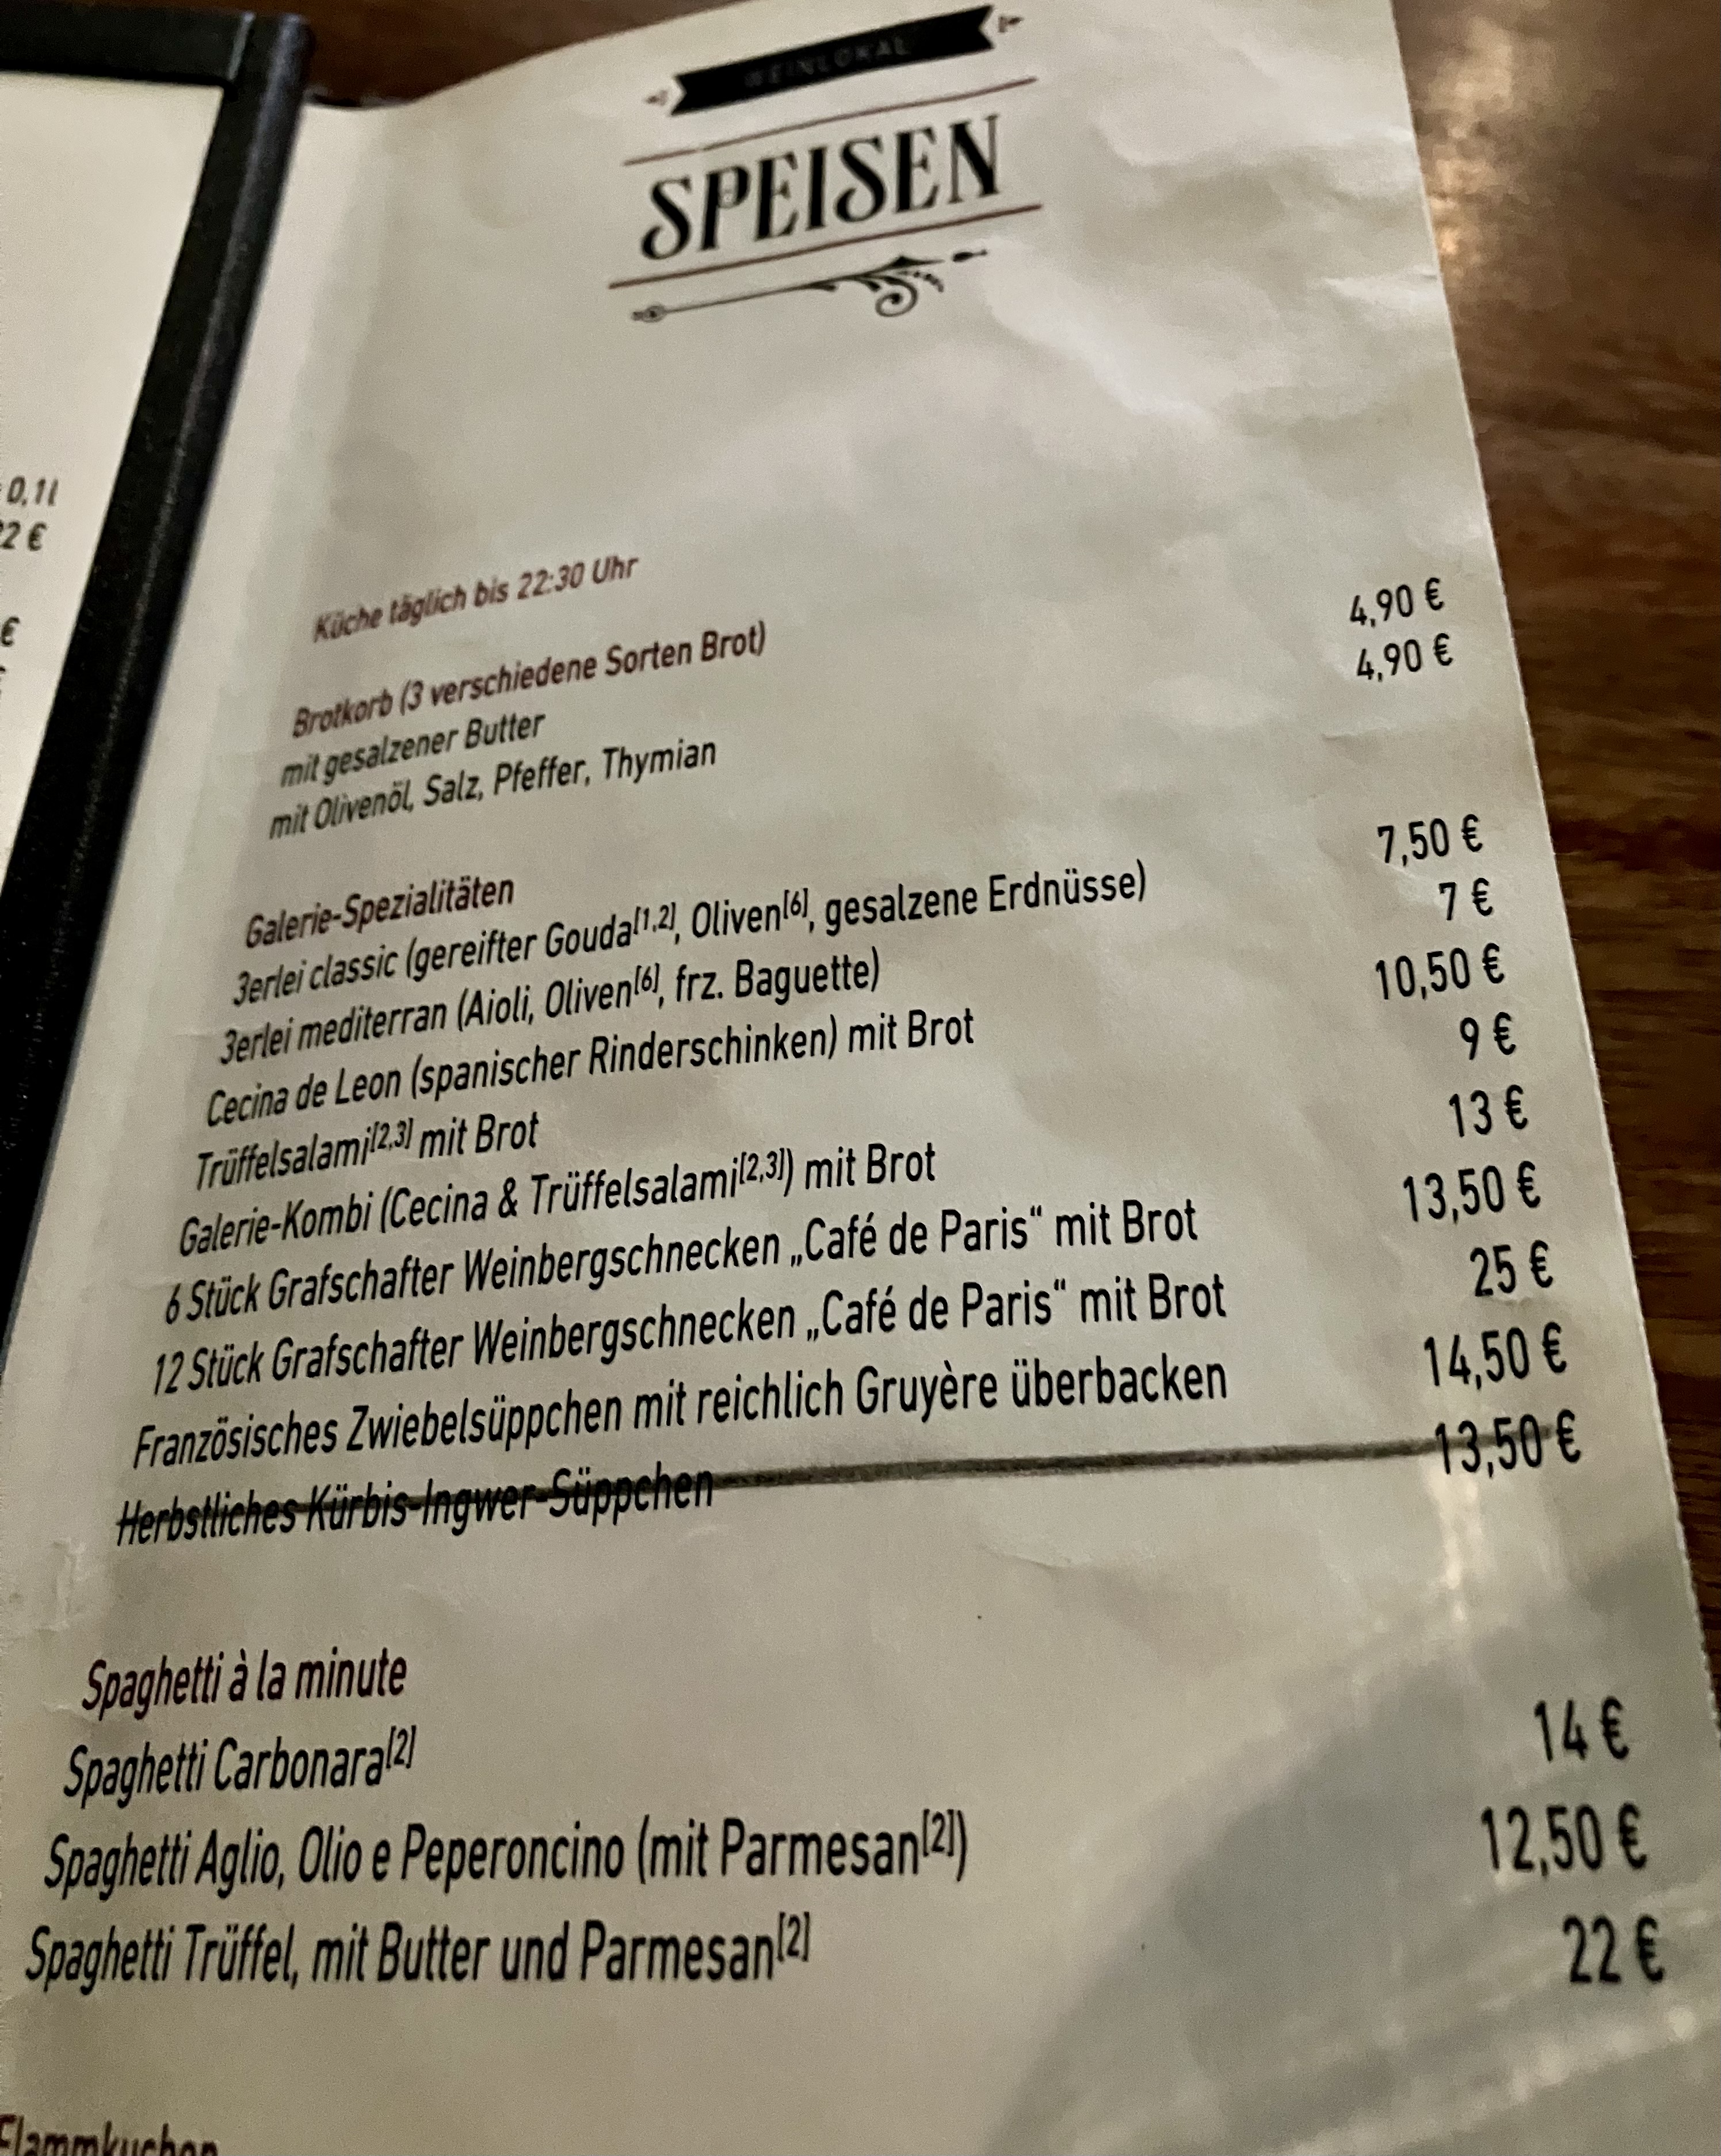 0,1l
22 €
€
WEINLOKAL
SPEISEN
Küche täglich bis 22:30 Uhr
Brotkorb (3 verschiedene Sorten Brot)
mit gesalzener Butter 4,90 €
mit Olivenöl, Salz, Pfeffer, Thymian 4,90 €
Galerie-Spezialitäten
3erlei classic (gereifter Gouda[1,2], Oliven[6], gesalzene Erdnüsse) 7,50 €
3erlei mediterran (Aioli, Oliven[6], frz. Baguette) 7 €
Cecina de Leon (spanischer Rinderschinken) mit Brot 10,50 €
Trüffelsalami[2,3] mit Brot 9 €
Galerie-Kombi (Cecina & Trüffelsalami[2,3]) mit Brot 13 €
6 Stück Grafschafter Weinbergschnecken „Café de Paris“ mit Brot 13,50 €
12 Stück Grafschafter Weinbergschnecken „Café de Paris“ mit Brot 25 €
Französisches Zwiebelsüppchen mit reichlich Gruyère überbacken 14,50 €
Herbstliches Kürbis-Ingwer-Süppchen 13,50 €
Spaghetti à la minute
Spaghetti Carbonara[2] 14 €
Spaghetti Aglio, Olio e Peperoncino (mit Parmesan[2]) 12,50 €
Spaghetti Trüffel, mit Butter und Parmesan[2] 22 €
Flammkuchen